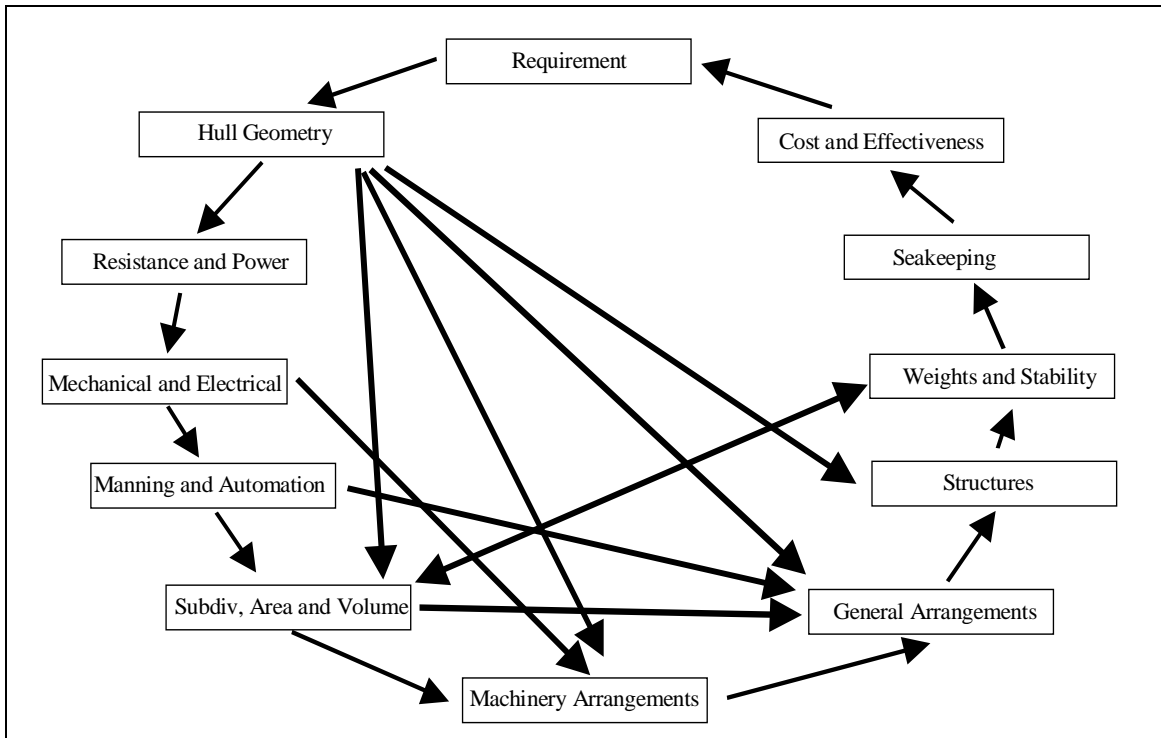 Requirement
Hull Geometry
Cost and Effectiveness
Resistance and Power
Seakeeping
Mechanical and Electrical
Weights and Stability
Manning and Automation
Structures
Subdiv, Area and Volume
General Arrangements
Machinery Arrangements